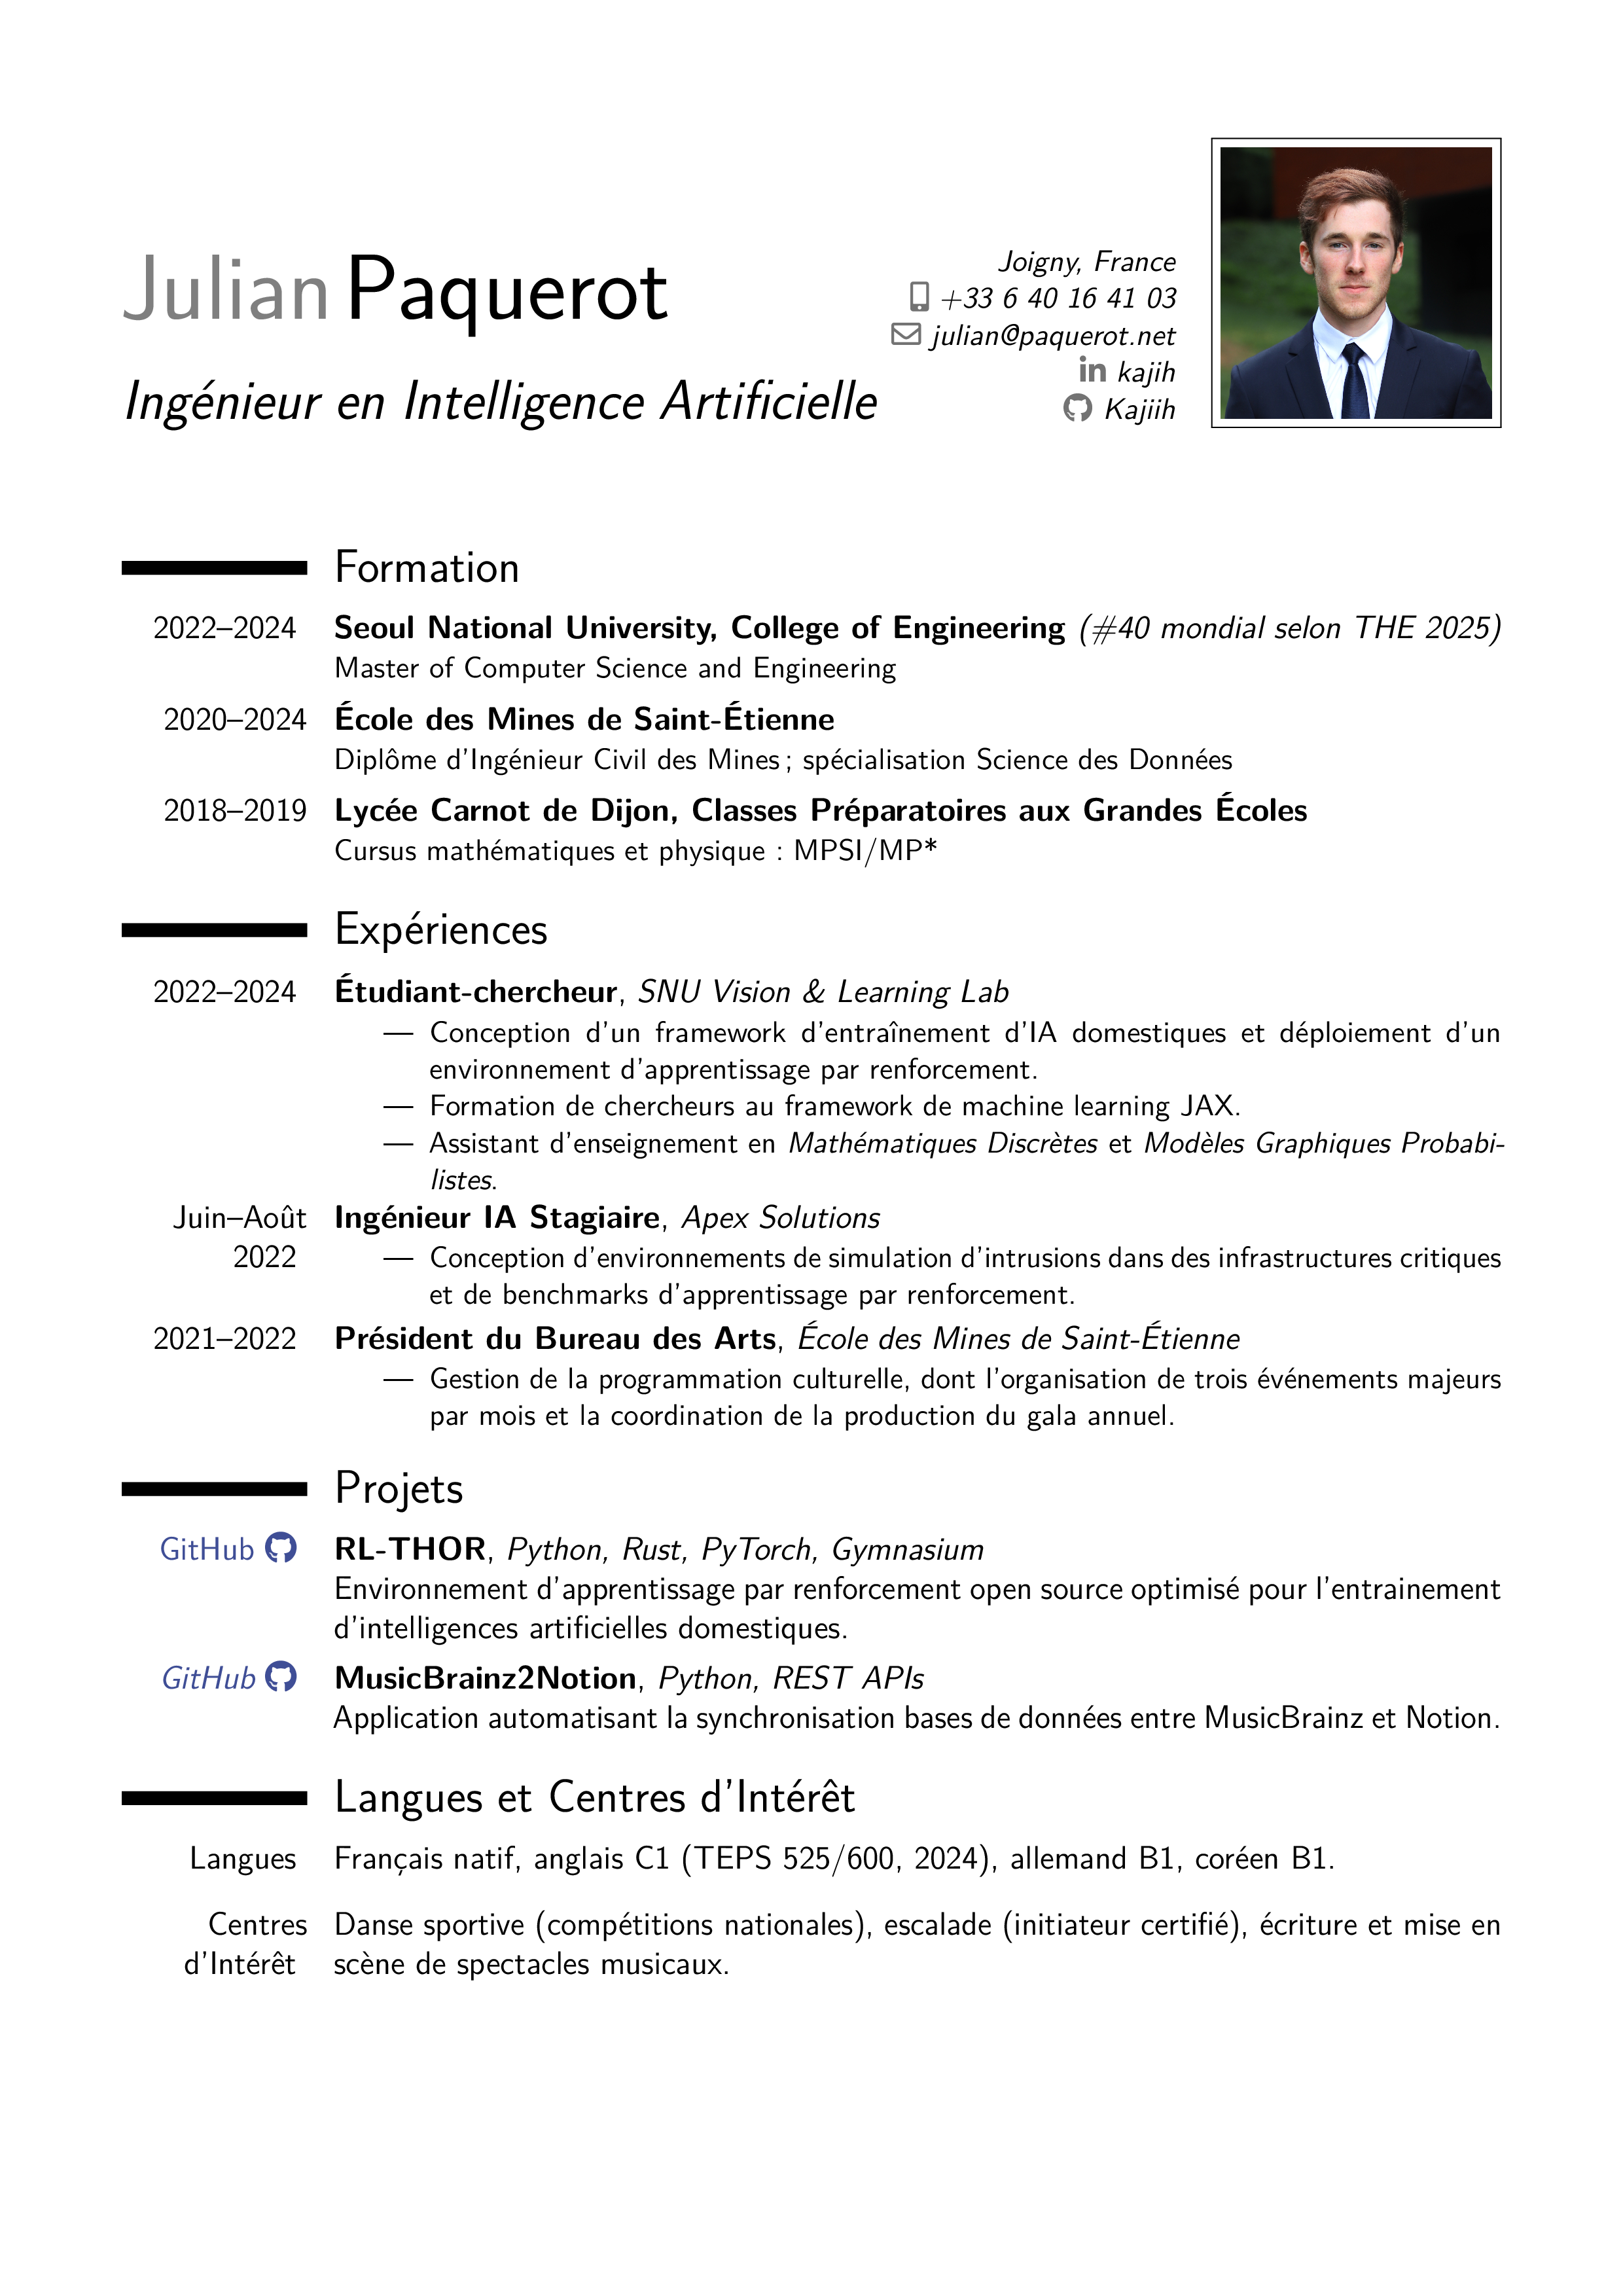 Julian Paquerot
Ingénieur en Intelligence Artificielle
Joigny, France
+33 6 40 16 41 03
julian@paquerot.net
kajih
Kajiih
Formation
2022–2024 Seoul National University, College of Engineering (#40 mondial selon THE 2025)
Master of Computer Science and Engineering
2020–2024 École des Mines de Saint-Étienne
Diplôme d'Ingénieur Civil des Mines ; spécialisation Science des Données
2018–2019 Lycée Carnot de Dijon, Classes Préparatoires aux Grandes Écoles
Cursus mathématiques et physique : MPSI/MP*
Expériences
2022–2024 Étudiant-chercheur, SNU Vision & Learning Lab
— Conception d'un framework d'entraînement d'IA domestiques et déploiement d'un
environnement d'apprentissage par renforcement.
— Formation de chercheurs au framework de machine learning JAX.
— Assistant d'enseignement en Mathématiques Discrètes et Modèles Graphiques Probabi-
listes.
Juin–Août Ingénieur IA Stagiaire, Apex Solutions
2022 — Conception d'environnements de simulation d'intrusions dans des infrastructures critiques
et de benchmarks d'apprentissage par renforcement.
2021–2022 Président du Bureau des Arts, École des Mines de Saint-Étienne
— Gestion de la programmation culturelle, dont l'organisation de trois événements majeurs
par mois et la coordination de la production du gala annuel.
Projets
GitHub RL-THOR, Python, Rust, PyTorch, Gymnasium
Environnement d'apprentissage par renforcement open source optimisé pour l'entrainement
d'intelligences artificielles domestiques.
GitHub MusicBrainz2Notion, Python, REST APIs
Application automatisant la synchronisation bases de données entre MusicBrainz et Notion.
Langues et Centres d'Intérêt
Langues Français natif, anglais C1 (TEPS 525/600, 2024), allemand B1, coréen B1.
Centres Danse sportive (compétitions nationales), escalade (initiateur certifié), écriture et mise en
d'Intérêt scène de spectacles musicaux.